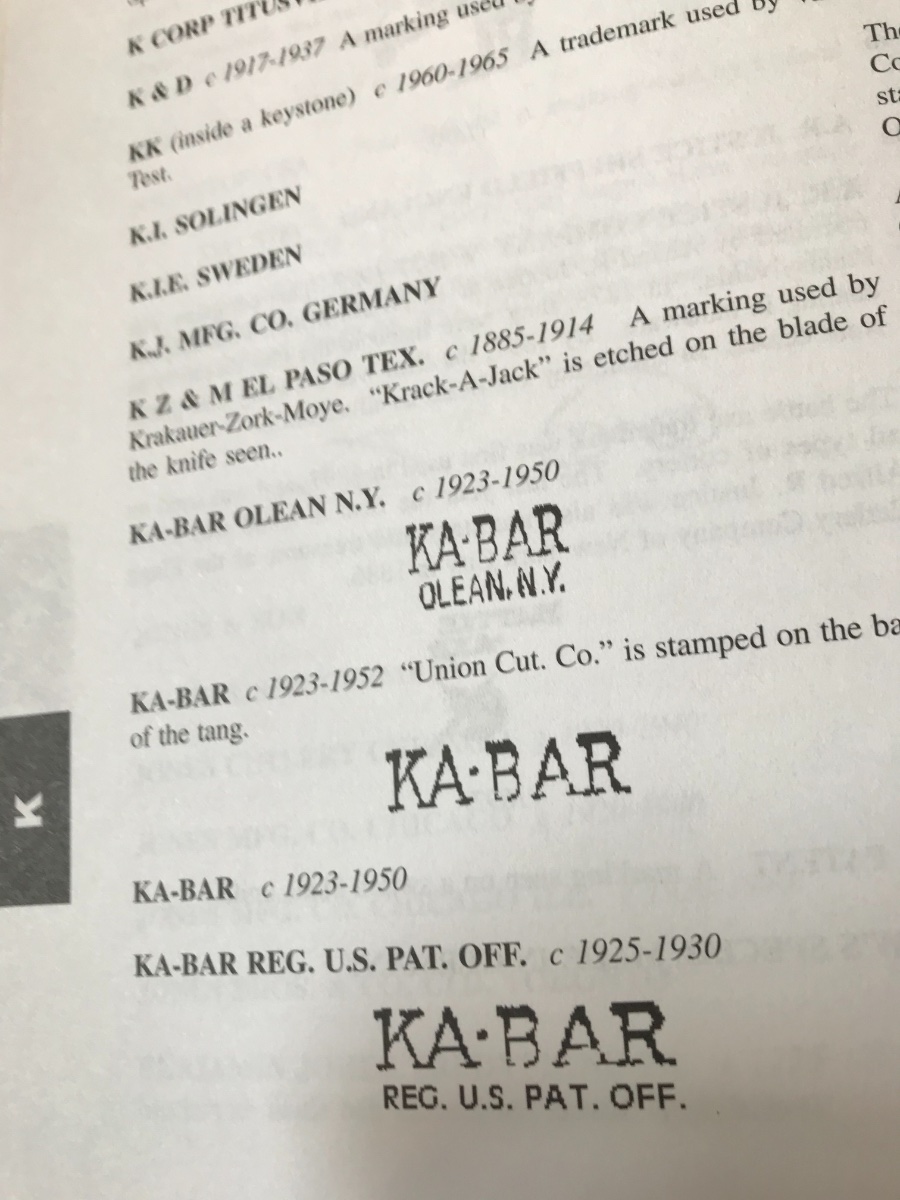 K CORP
K & D c 1917-1937 A marking used
KK (inside a keystone) c 1960-1965 A trademark used by
Test.
K.I. SOLINGEN
K.I.E. SWEDEN
K.J. MFG. CO. GERMANY
K Z & M EL PASO TEX. c 1885-1914 A marking used by
Krakauer-Zork-Moye. “Krack-A-Jack” is etched on the blade of
the knife seen..
KA-BAR OLEAN N.Y. c 1923-1950
KA·BAR
OLEAN, N.Y.
KA-BAR c 1923-1952 “Union Cut. Co.” is stamped on the
of the tang.
KA·BAR
KA-BAR c 1923-1950
KA-BAR REG. U.S. PAT. OFF. c 1925-1930
KA·BAR
REG. U.S. PAT. OFF.
K